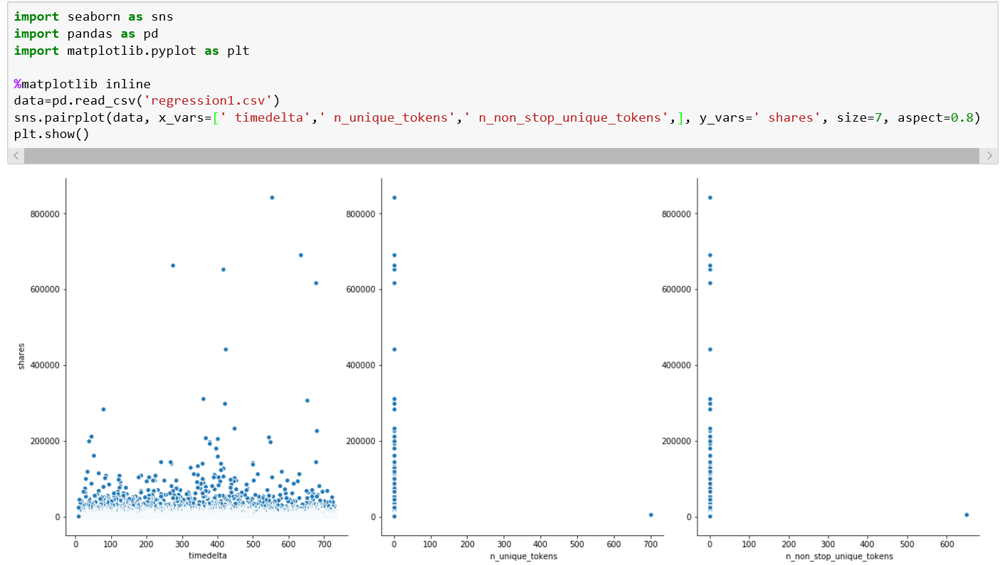 import seaborn as sns
import pandas as pd
import matplotlib.pyplot as plt
%matplotlib inline
data=pd.read_csv('regression1.csv')
sns.pairplot(data, x_vars=[' timedelta',' n_unique_tokens',' n_non_stop_unique_tokens',], y_vars=' shares', size=7, aspect=0.8)
plt.show()
shares
800000
600000
400000
200000
0
0 100 200 300 400 500 600 700
timedelta
800000
600000
400000
200000
0
0 100 200 300 400 500 600 700
n_unique_tokens
800000
600000
400000
200000
0
0 100 200 300 400 500 600
n_non_stop_unique_tokens